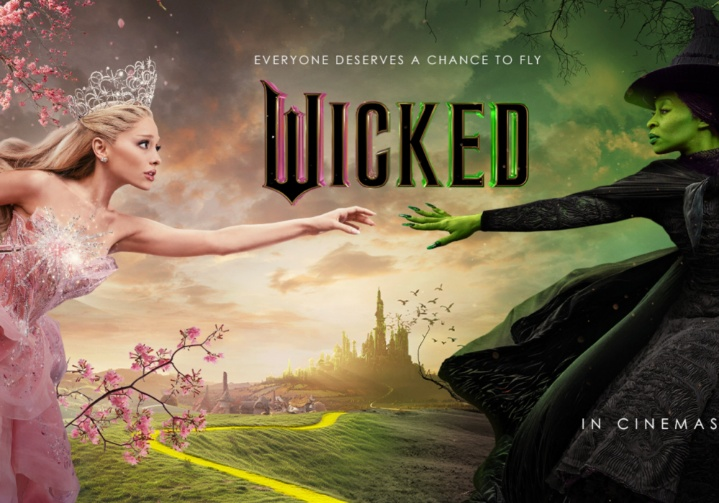 EVERYONE DESERVES A CHANCE TO FLY
WICKED
IN CINEMAS